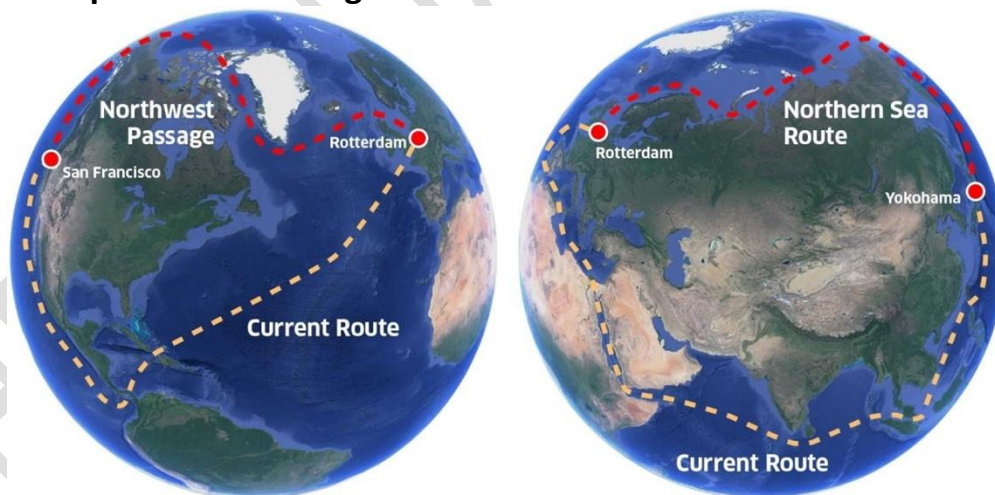 Northwest
Passage
Rotterdam
San Francisco
Current Route
Northern Sea
Route
Rotterdam
Yokohama
Current Route